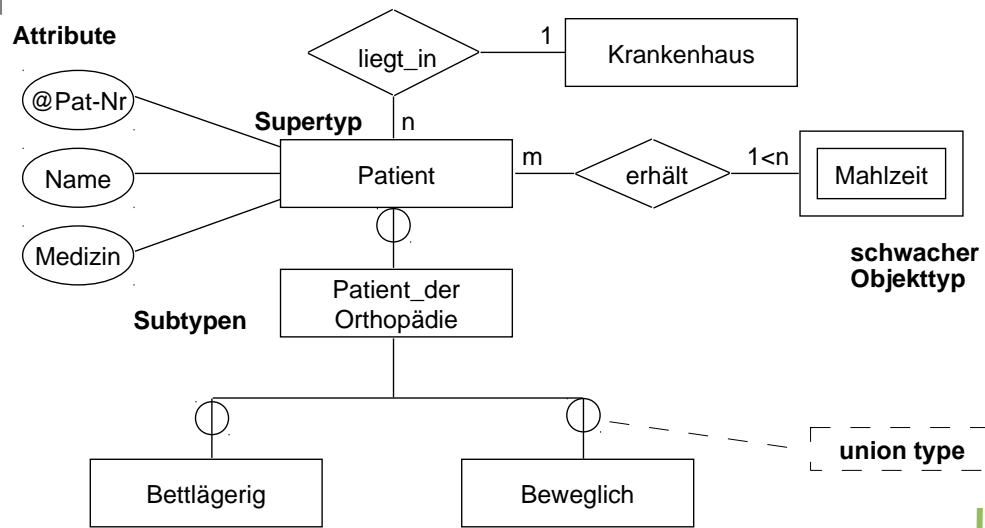 Attribute
liegt_in
1
Krankenhaus
@Pat-Nr
Supertyp
n
Name
Patient
m
erhält
1<n
Mahlzeit
Medizin
schwacher
Objekttyp
Patient_der
Orthopädie
Subtypen
union type
Bettlägerig
Beweglich